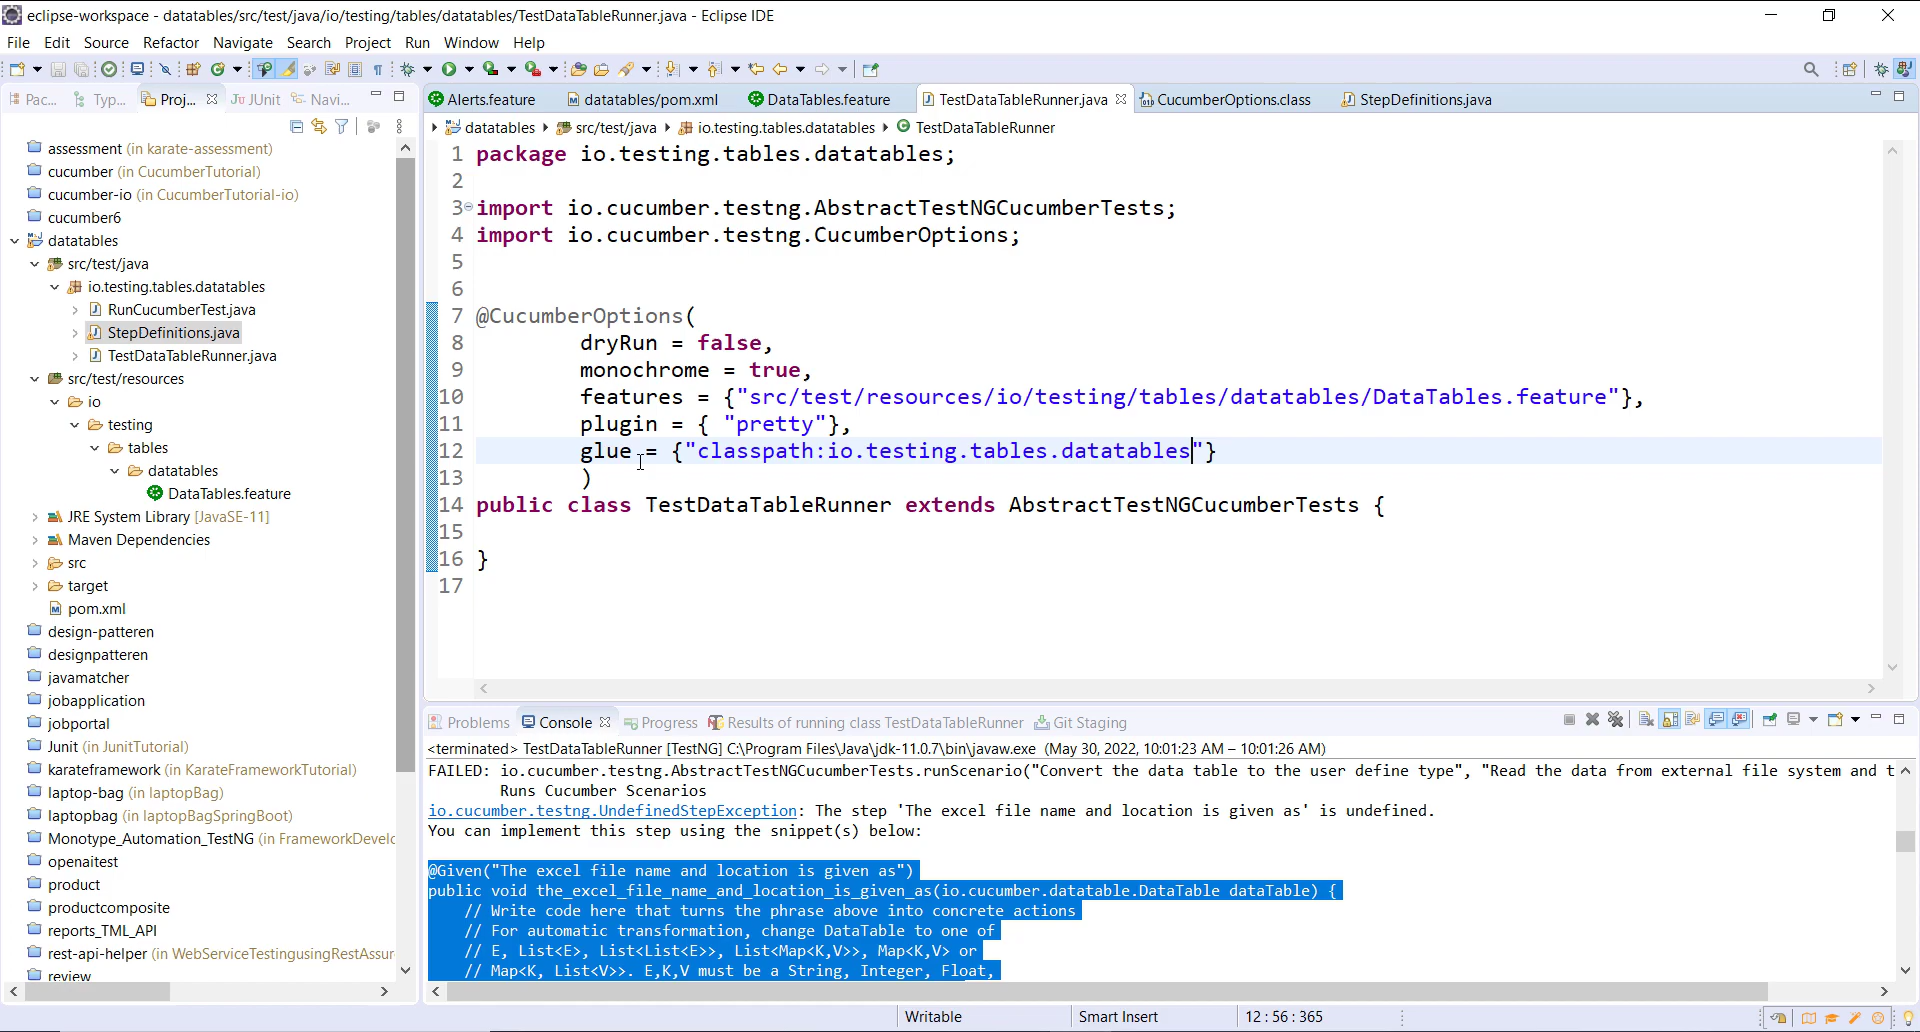 eclipse-workspace - datatables/src/test/java/io/testing/tables/datatables/TestDataTableRunner.java - Eclipse IDE
File Edit Source Refactor Navigate Search Project Run Window Help
Pac... Typ... Proj... JUnit Navi...
Alerts.feature datatables/pom.xml DataTables.feature TestDataTableRunner.java CucumberOptions.class StepDefinitions.java
datatables src/test/java io.testing.tables.datatables TestDataTableRunner
assessment (in karate-assessment)
cucumber (in CucumberTutorial)
cucumber-io (in CucumberTutorial-io)
cucumber6
datatables
src/test/java
io.testing.tables.datatables
RunCucumberTest.java
StepDefinitions.java
TestDataTableRunner.java
src/test/resources
io
testing
tables
datatables
DataTables.feature
JRE System Library [JavaSE-11]
Maven Dependencies
src
target
pom.xml
design-patteren
designpatteren
javamatcher
jobapplication
jobportal
Junit (in JunitTutorial)
karateframework (in KarateFrameworkTutorial)
laptop-bag (in laptopBag)
laptopbag (in laptopBagSpringBoot)
Monotype_Automation_TestNG (in FrameworkDevelo
openaitest
product
productcomposite
reports_TML_API
rest-api-helper (in WebServiceTestingusingRestAssur
review
1 package io.testing.tables.datatables;
2
3 import io.cucumber.testng.AbstractTestNGCucumberTests;
4 import io.cucumber.testng.CucumberOptions;
5
6
7 @CucumberOptions(
8 dryRun = false,
9 monochrome = true,
10 features = {"src/test/resources/io/testing/tables/datatables/DataTables.feature"},
11 plugin = { "pretty"},
12 glue = {"classpath:io.testing.tables.datatables"}
13 )
14 public class TestDataTableRunner extends AbstractTestNGCucumberTests {
15
16 }
17
Problems Console Progress Results of running class TestDataTableRunner Git Staging
<terminated> TestDataTableRunner [TestNG] C:\Program Files\Java\jdk-11.0.7\bin\javaw.exe (May 30, 2022, 10:01:23 AM – 10:01:26 AM)
FAILED: io.cucumber.testng.AbstractTestNGCucumberTests.runScenario("Convert the data table to the user define type", "Read the data from external file system and t
Runs Cucumber Scenarios
io.cucumber.testng.UndefinedStepException: The step 'The excel file name and location is given as' is undefined.
You can implement this step using the snippet(s) below:
@Given("The excel file name and location is given as")
public void the_excel_file_name_and_location_is_given_as(io.cucumber.datatable.DataTable dataTable) {
// Write code here that turns the phrase above into concrete actions
// For automatic transformation, change DataTable to one of
// E, List<E>, List<List<E>>, List<Map<K,V>>, Map<K,V> or
// Map<K, List<V>>. E,K,V must be a String, Integer, Float,
Writable Smart Insert 12 : 56 : 365